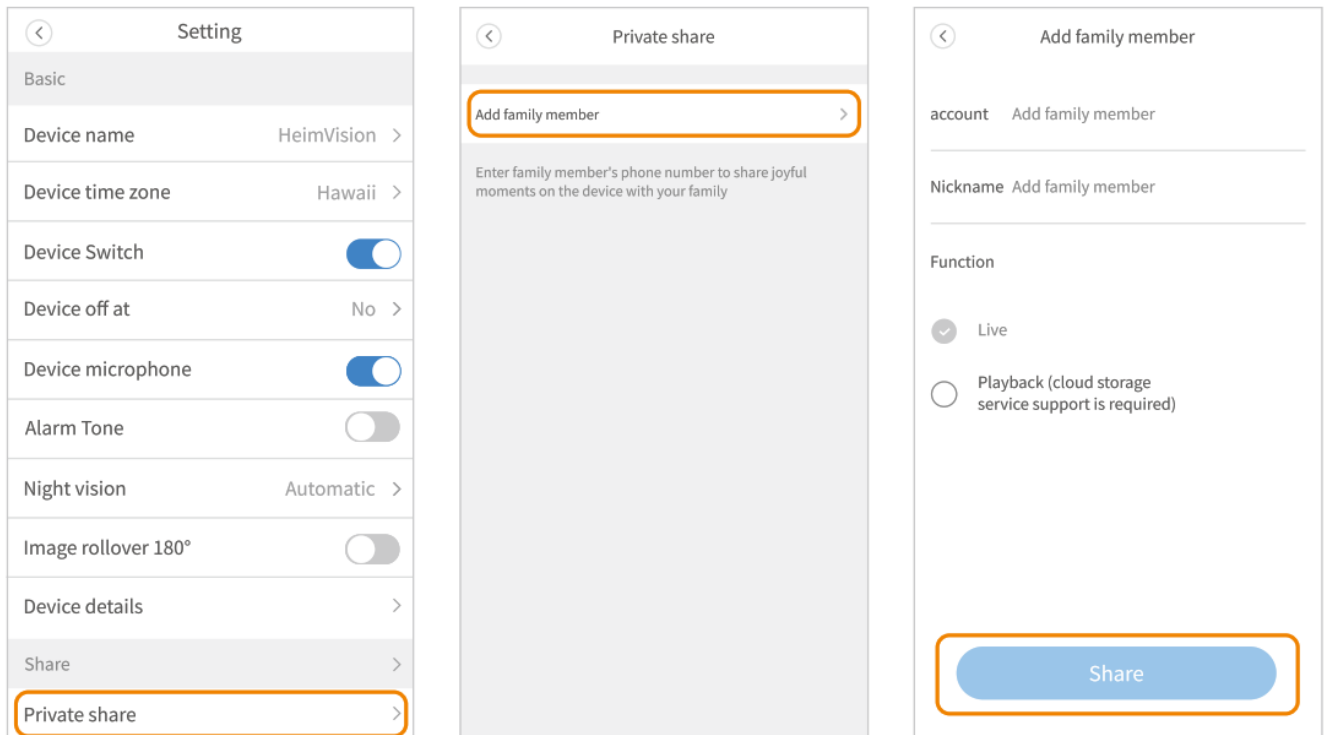 Setting
Basic
Device name HeimVision
Device time zone Hawaii
Device Switch
Device off at No
Device microphone
Alarm Tone
Night vision Automatic
Image rollover 180°
Device details
Share
Private share
Private share
Add family member
Enter family member's phone number to share joyful
moments on the device with your family
Add family member
account Add family member
Nickname Add family member
Function
Live
Playback (cloud storage
service support is required)
Share